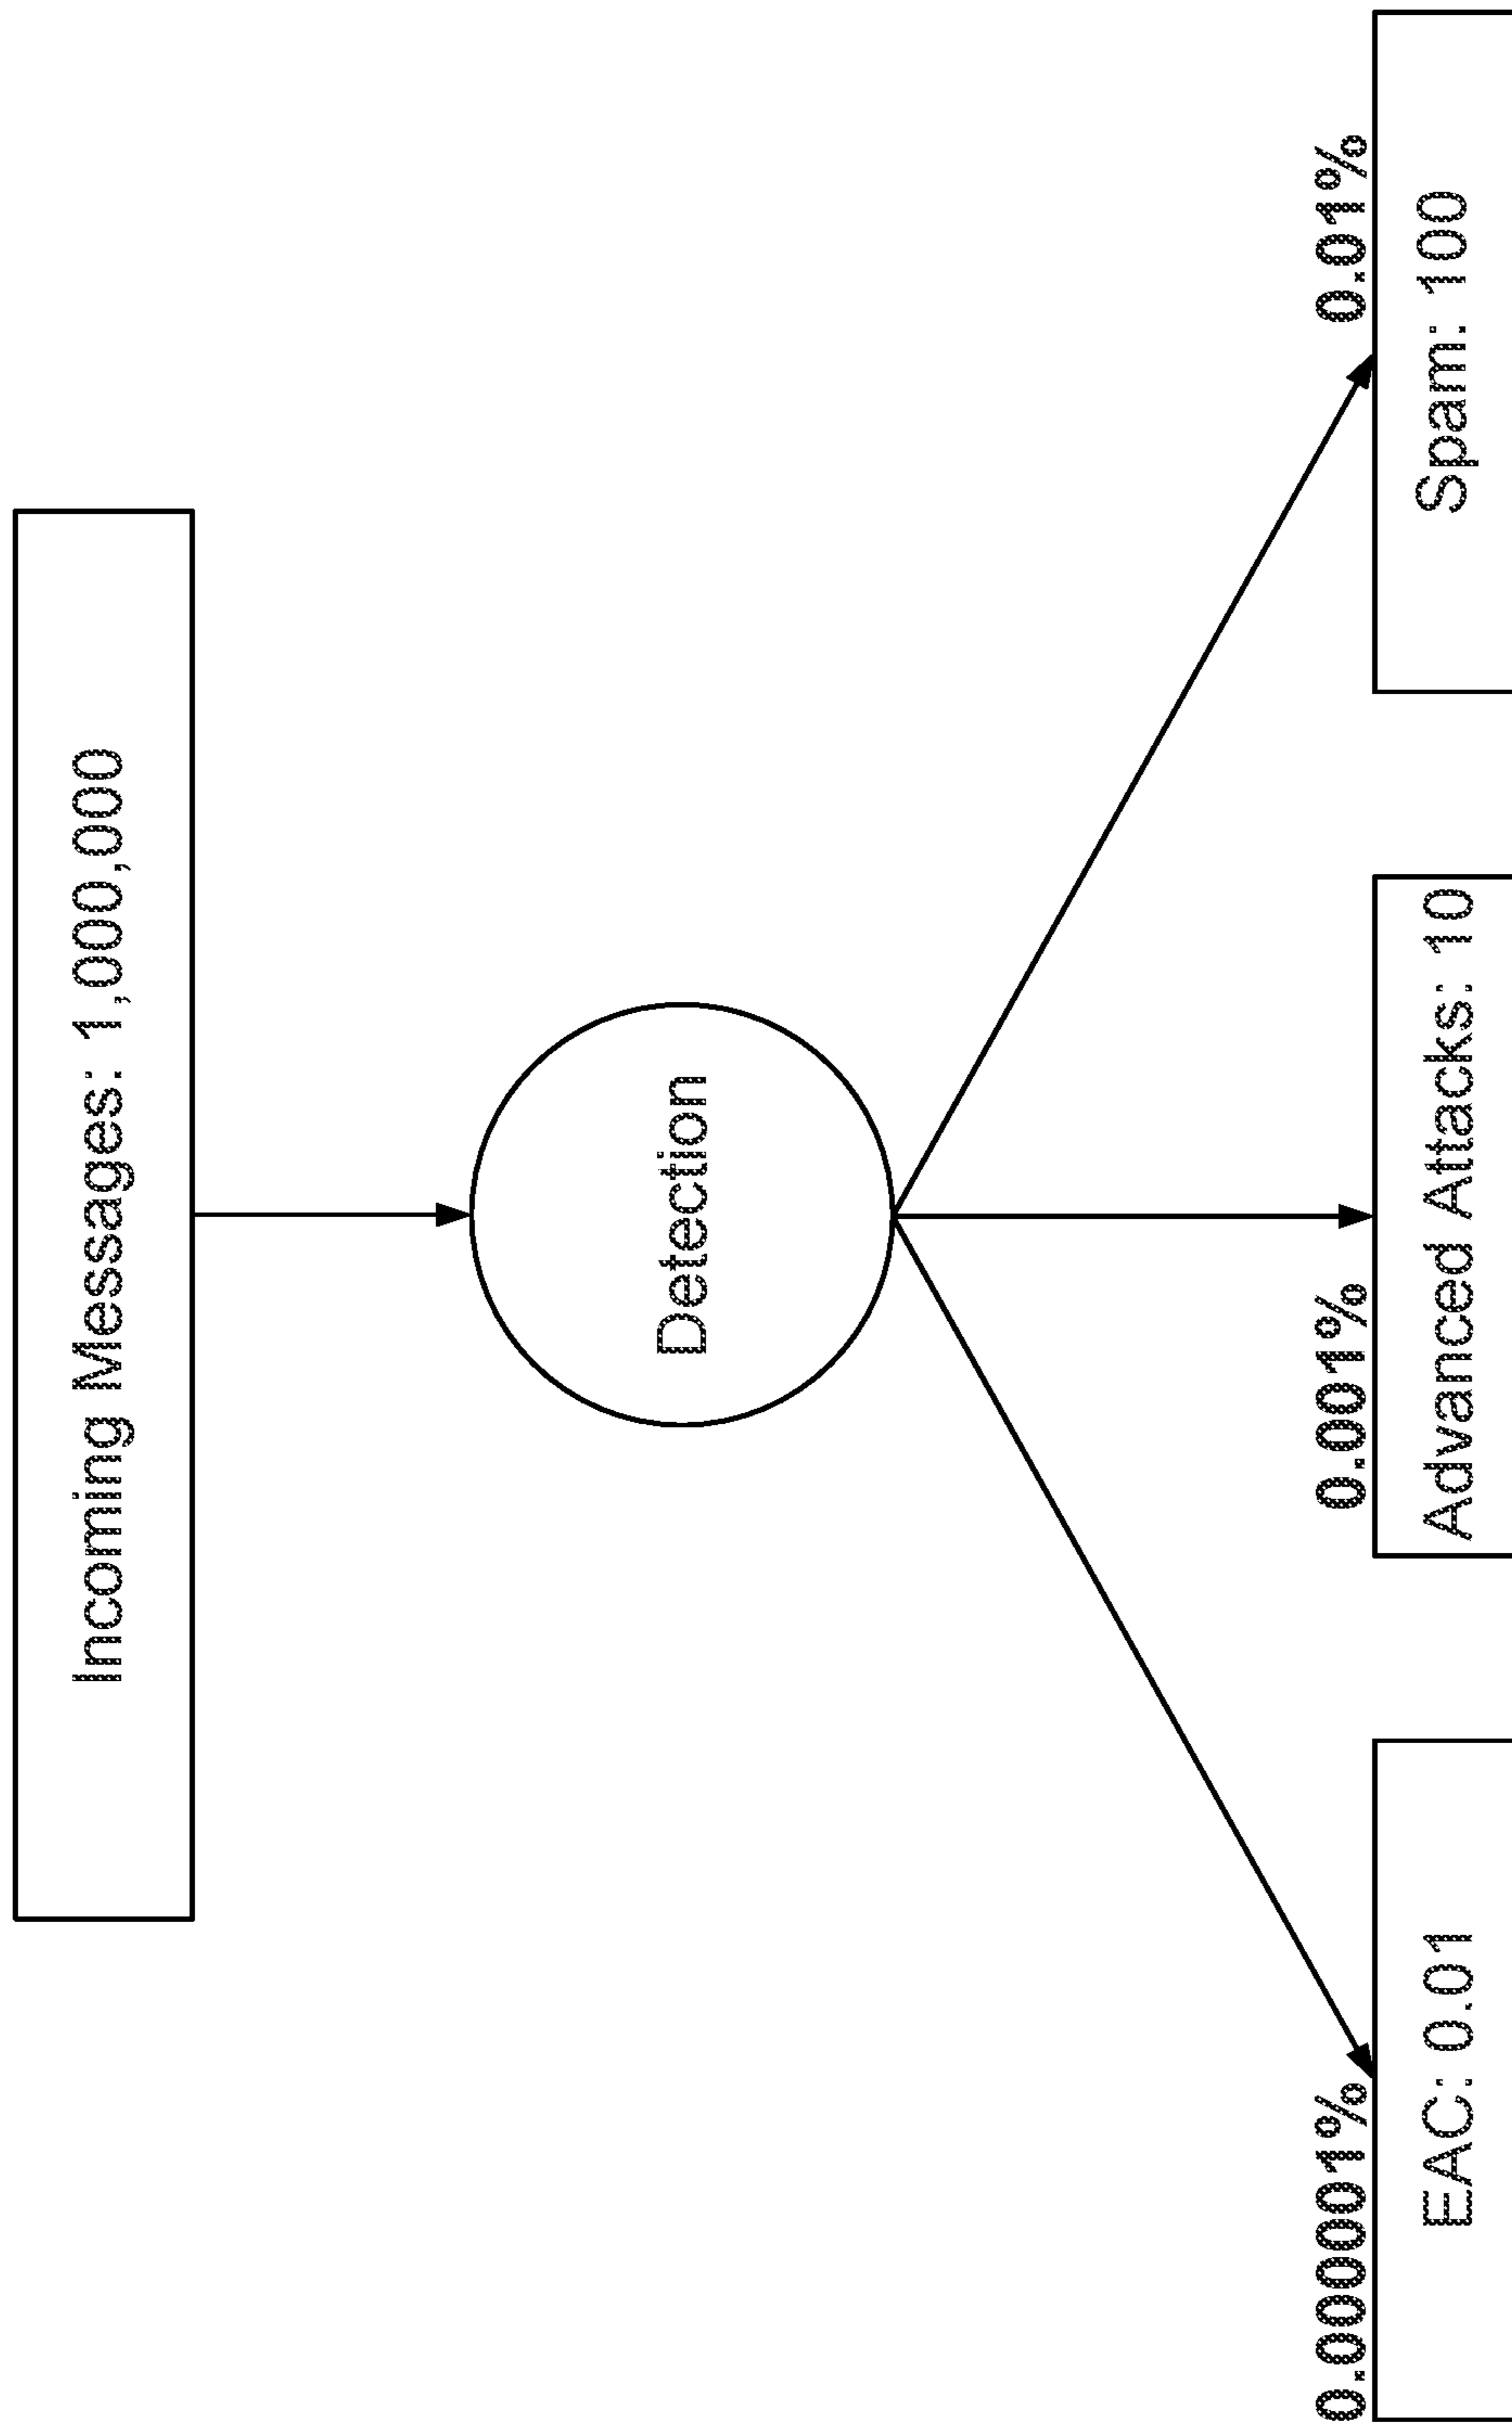 Incoming Messages: 1,000,000
Detection
0.000001%
0.001%
0.01%
EAC: 0.01
Advanced Attacks: 10
Spam: 100